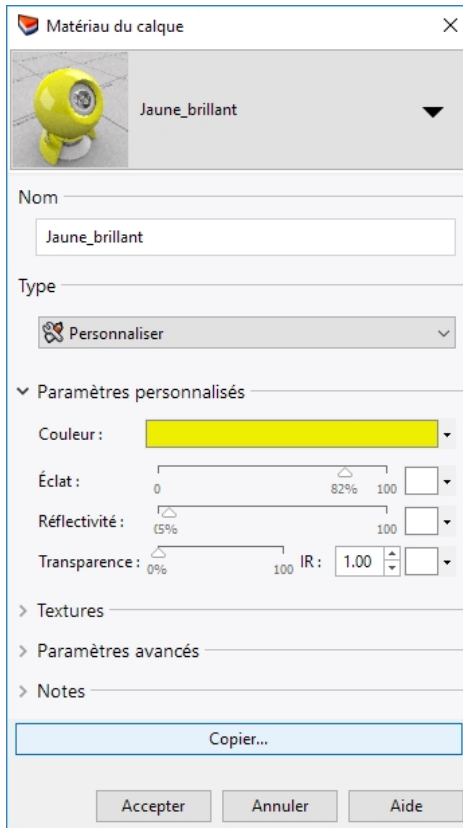 Matériau du calque
Jaune_brillant
Nom
Jaune_brillant
Type
Personnaliser
Paramètres personnalisés
Couleur :
Éclat :
0 82% 100
Réflectivité :
(5% 100
Transparence : 0% 100 IR : 1.00
Textures
Paramètres avancés
Notes
Copier...
Accepter Annuler Aide